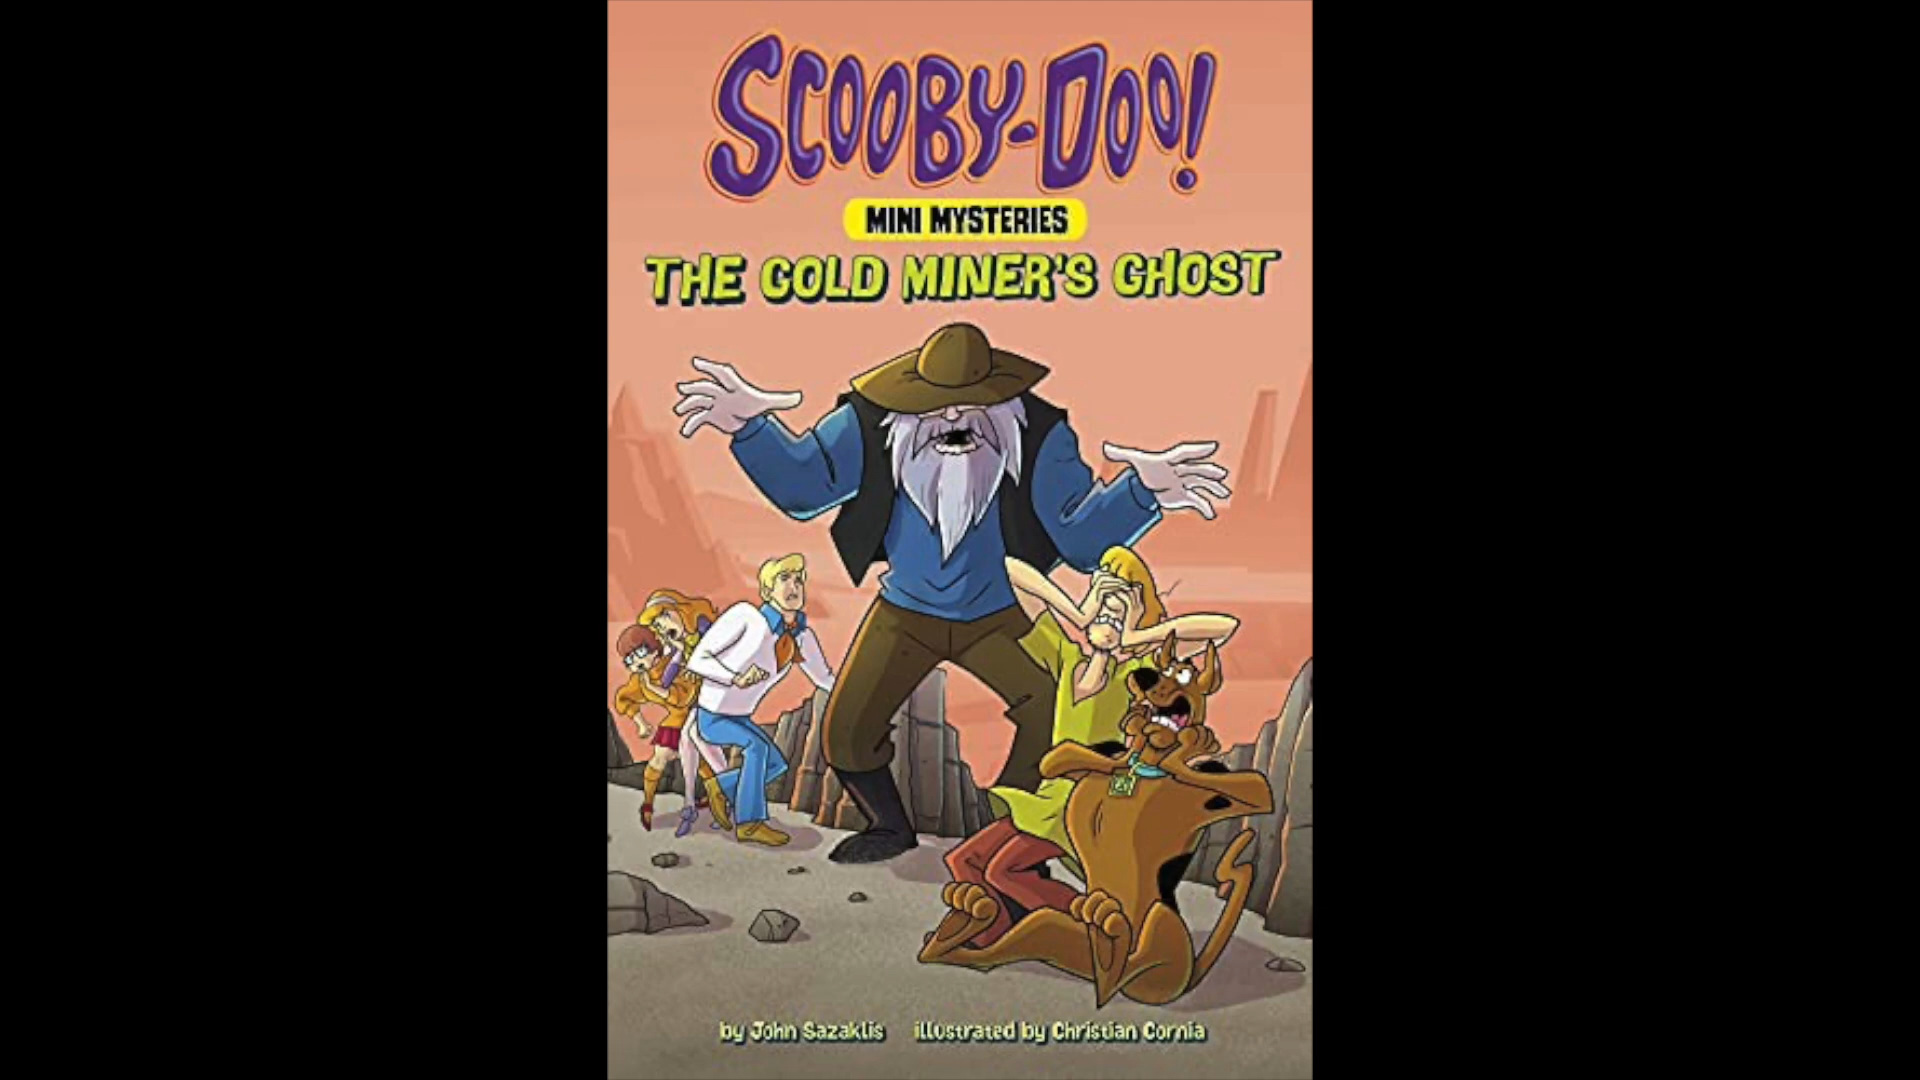 SCOOBY-DOO!
MINI MYSTERIES
THE GOLD MINER'S GHOST
by John Sazaklis illustrated by Christian Cornia